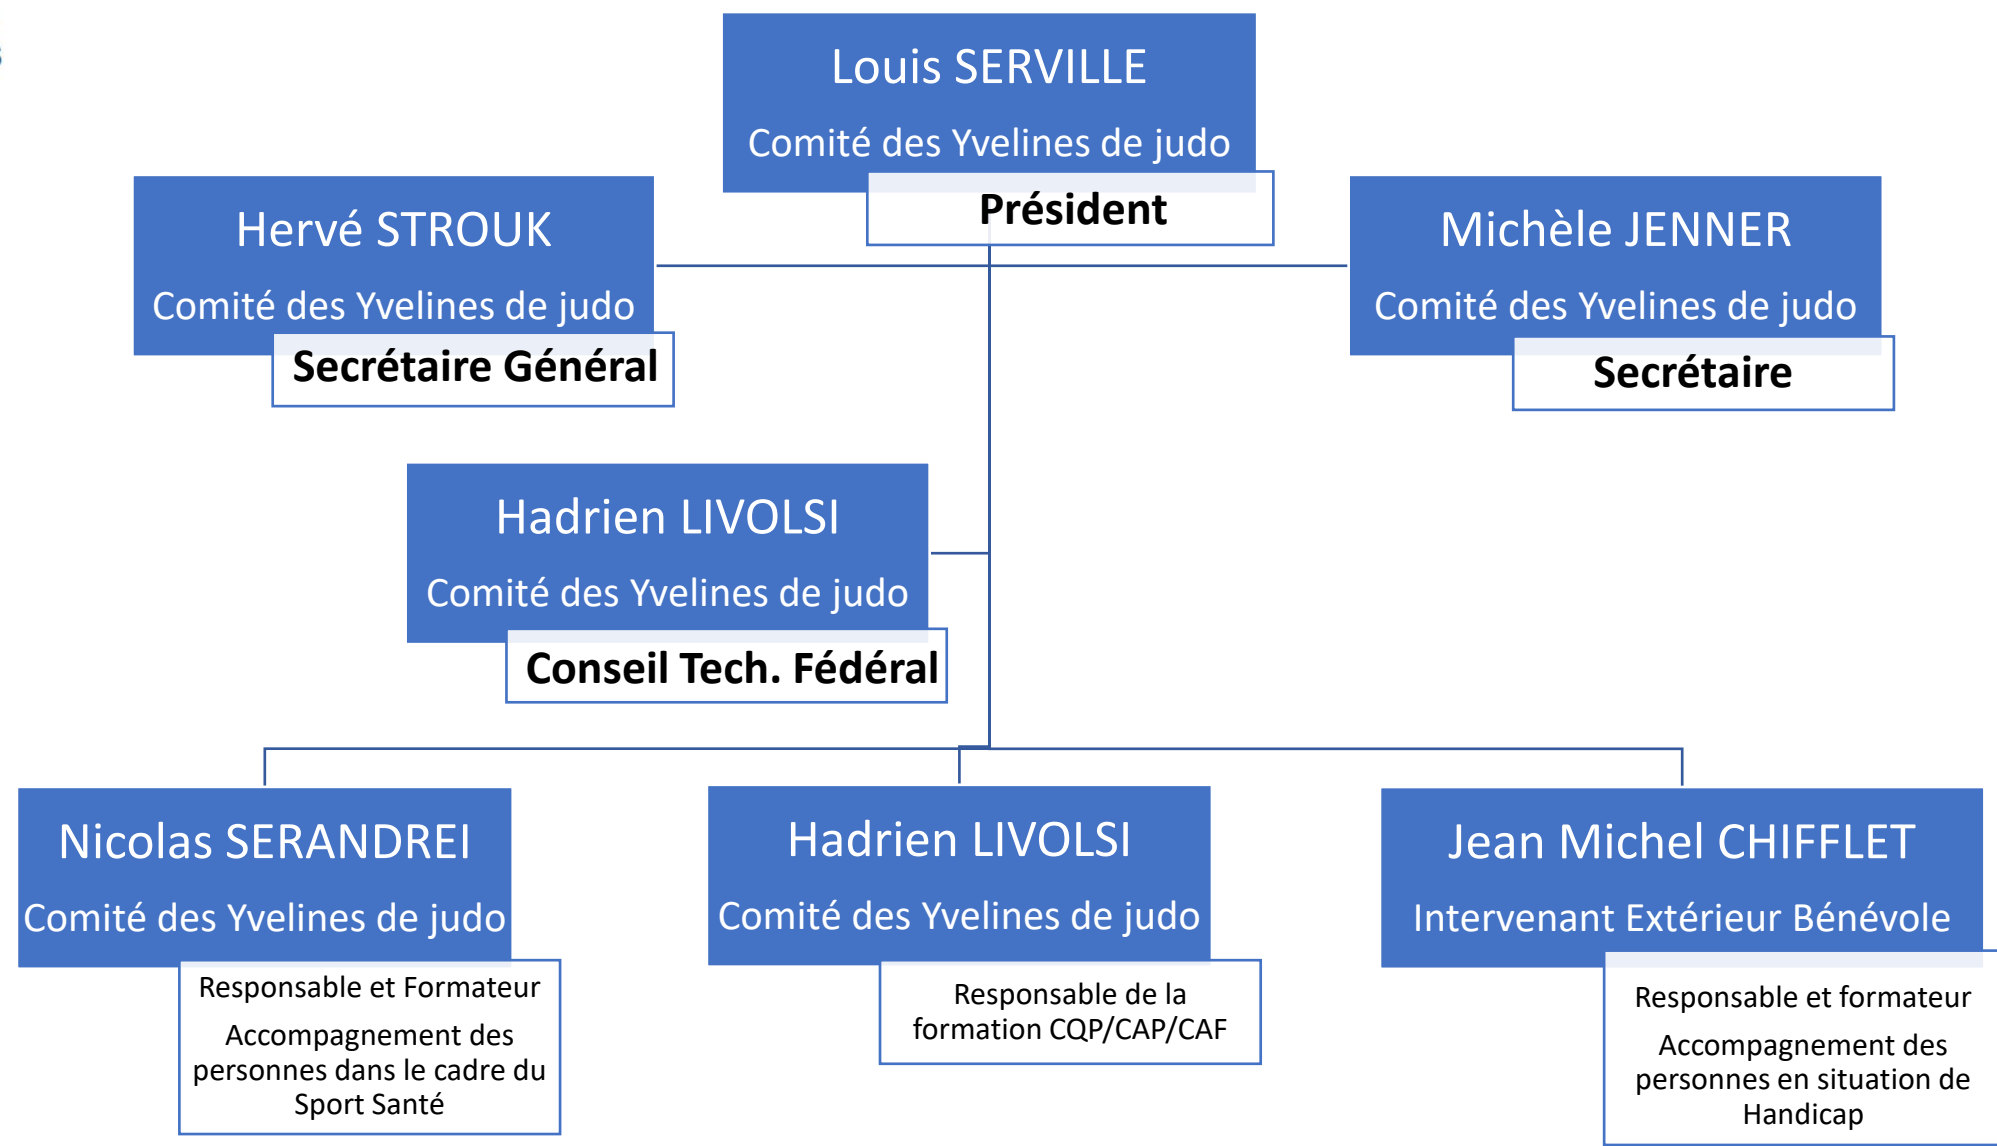 Louis SERVILLE
Comité des Yvelines de judo
Président
Hervé STROUK
Comité des Yvelines de judo
Secrétaire Général
Michèle JENNER
Comité des Yvelines de judo
Secrétaire
Hadrien LIVOLSI
Comité des Yvelines de judo
Conseil Tech. Fédéral
Nicolas SERANDREI
Comité des Yvelines de judo
Responsable et Formateur
Accompagnement des
personnes dans le cadre du
Sport Santé
Hadrien LIVOLSI
Comité des Yvelines de judo
Responsable de la
formation CQP/CAP/CAF
Jean Michel CHIFFLET
Intervenant Extérieur Bénévole
Responsable et formateur
Accompagnement des
personnes en situation de
Handicap